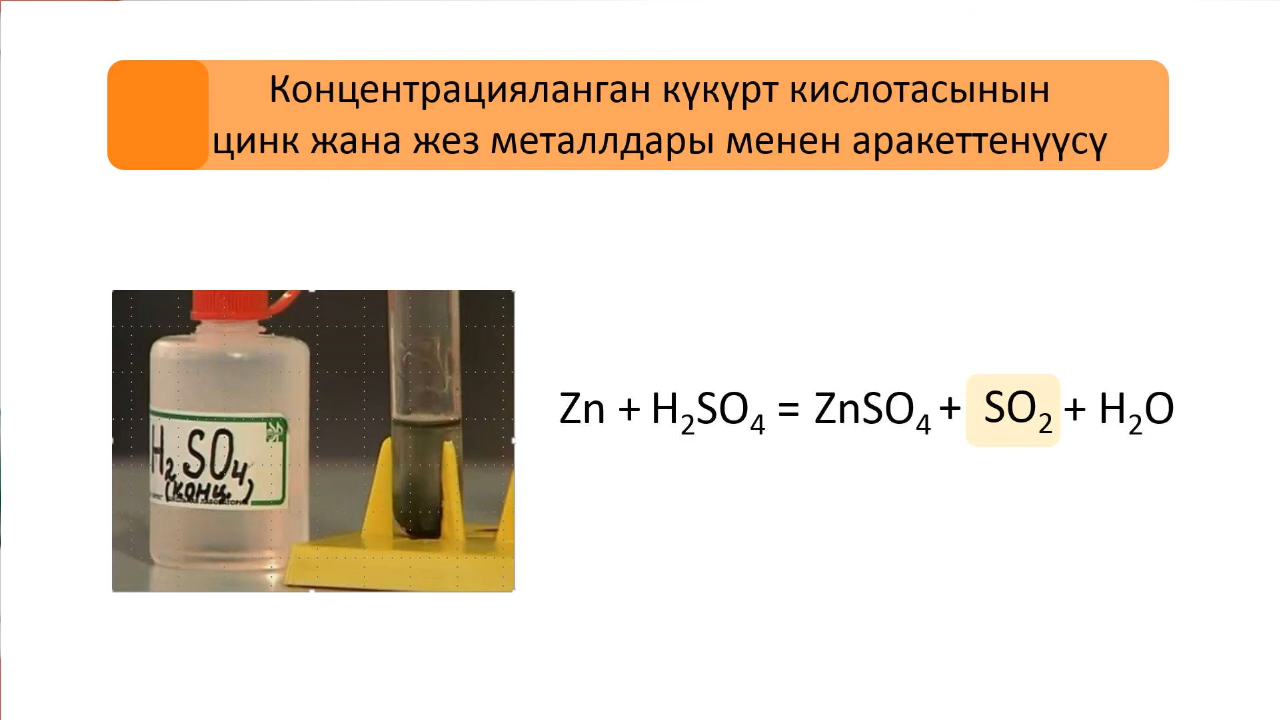 Концентрацияланган күкүрт кислотасынын
цинк жана жез металлдары менен аракеттенүүсү
H₂SO₄
(конц.)
Zn + H₂SO₄ = ZnSO₄ + SO₂ + H₂O